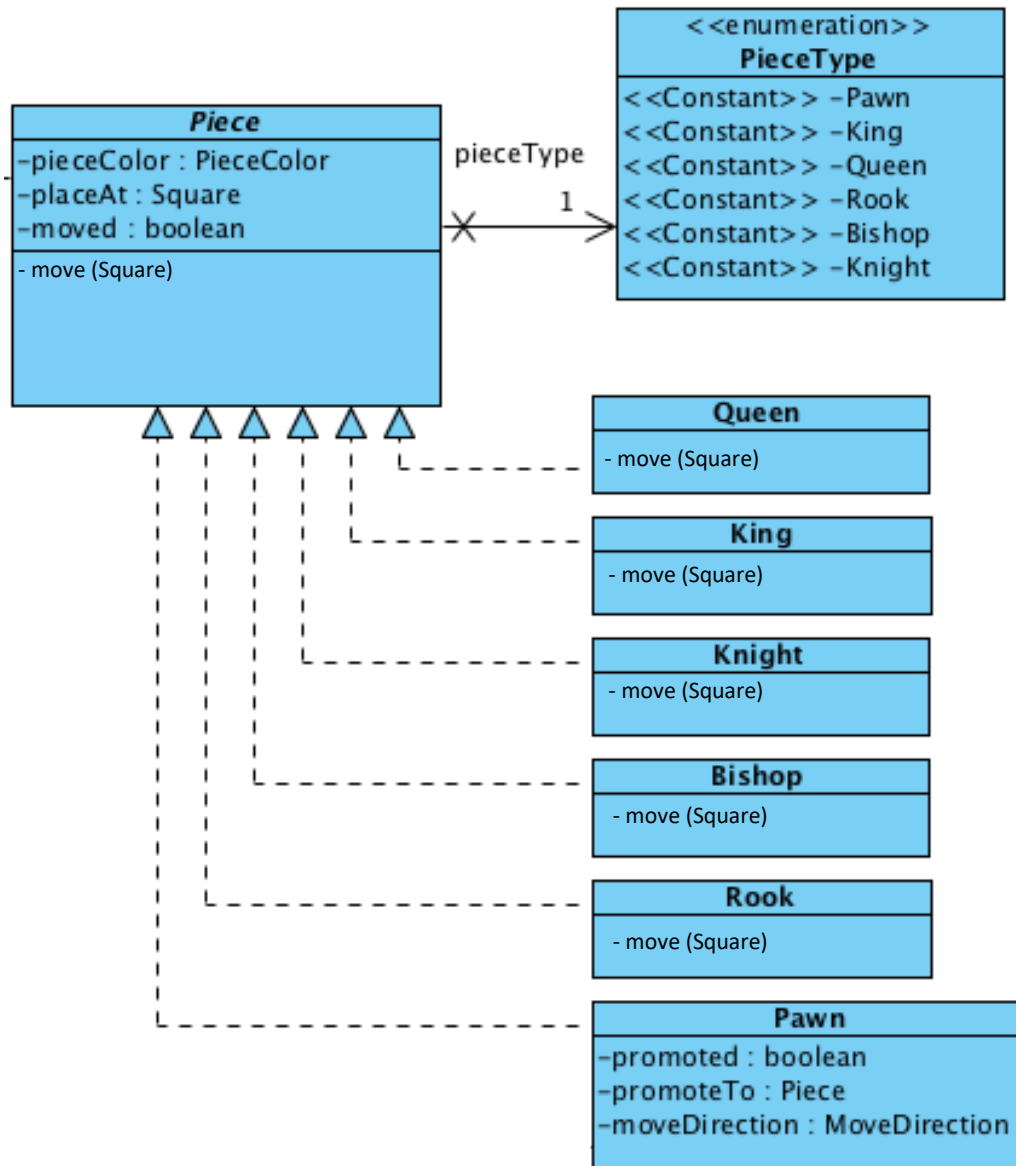 <<enumeration>>
PieceType
<<Constant>> -Pawn
<<Constant>> -King
<<Constant>> -Queen
<<Constant>> -Rook
<<Constant>> -Bishop
<<Constant>> -Knight
Piece
-pieceColor : PieceColor
-placeAt : Square
-moved : boolean
- move (Square)
pieceType
1
Queen
- move (Square)
King
- move (Square)
Knight
- move (Square)
Bishop
- move (Square)
Rook
- move (Square)
Pawn
-promoted : boolean
-promoteTo : Piece
-moveDirection : MoveDirection